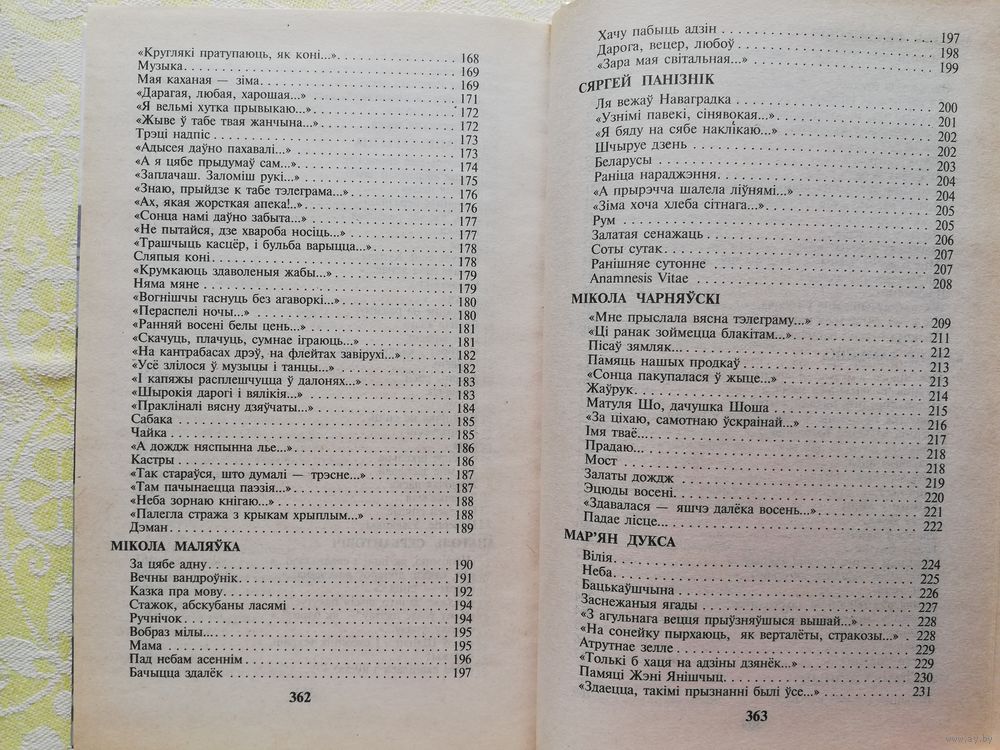 «Круглякі пратупаюць, як коні...» 168
Музыка 169
Мая каханая — зіма 169
«Дарагая, любая, харошая...» 171
«Я вельмі хутка прывыкаю...» 172
«Жыве ў табе твая жанчына...» 172
Трэці надпіс 173
«Адысея даўно пахавалі...» 173
«А я цябе прыдумаў сам...» 174
«Заплачаш. Заломіш рукі...» 175
«Знаю, прыйдзе к табе тэлеграма...» 176
«Ах, якая жорсткая апека!..» 176
«Сонца намі даўно забыта...» 177
«Не пытайся, дзе хвароба носіць...» 177
«Трашчыць касцёр, і бульба варыцца...» 178
Сляпыя коні 178
«Крумкаюць здаволеныя жабы...» 179
Няма мяне 179
«Вогнішчы гаснуць без агаворкі...» 180
«Пераспелі ночы...» 180
«Ранняй восені белы цень...» 181
«Скачуць, плачуць, сумнае іграюць...» 181
«На кантрабасах дрэў, на флейтах завірухі...» 182
«Усё злілося ў музыцы і танцы...» 182
«І капяжы расплешчуцца ў далонях...» 183
«Шырокія дарогі і вялікія...» 183
«Пракліналі вясну дзяўчаты...» 184
Сабака 185
Чайка 185
«А дождж няспынна лье...» 186
Кастры 186
«Так стараўся, што думалі — трэсне...» 187
«Там пачынаецца паэзія...» 187
«Неба зорнаю кнігаю...» 188
«Палегла стража з крыкам хрыплым...» 188
Дэман 189
МІКОЛА МАЛЯЎКА
За цябе адну 190
Вечны вандроўнік 191
Казка пра мову 192
Стажок, абскубаны ласямі 194
Ручнічок 194
Вобраз мілы... 195
Мама 195
Пад небам асеннім 196
Бачыцца здалёк 197
362
Хачу пабыць адзін 197
Дарога, вецер, любоў 198
«Зара мая світальная...» 199
СЯРГЕЙ ПАНІЗНІК
Ля вежаў Наваградка 200
«Узнімі павекі, сінявокая...» 201
«Я бяду на сябе наклікаю...» 202
Шчыруе дзень 202
Беларусы 203
Раніца нараджэння 204
«А прырэчча шалела ліўнямі...» 204
«Зіма хоча хлеба сітнага...» 205
Рум 205
Залатая сенажаць 206
Соты сутак 207
Ранішняе сутонне 207
Anamnesis Vitae 208
МІКОЛА ЧАРНЯЎСКІ
«Мне прыслала вясна тэлеграму...» 209
«Ці ранак зоймецца блакітам...» 211
Пісаў зямляк... 212
Памяць нашых продкаў 213
«Сонца пакупалася ў жыце...» 213
Жаўрук 214
Матуля Шо, дачушка Шоша 215
«За ціхаю, самотнаю ўскраінай...» 216
Імя тваё... 217
Прадаю... 218
Мост 218
Залаты дождж 219
Эцюды восені 220
«Здавалася — яшчэ далёка восень...» 221
Падае лісце... 222
МАР'ЯН ДУКСА
Вілія 224
Неба 225
Бацькаўшчына 226
Заснежаныя ягады 227
«З агульнага вецця прыўзняўшыся вышай...» 228
«На сонейку пырхаюць, як верталёты, стракозы...» 228
Атрутнае зелле 229
«Толькі б хаця на адзіны дзянёк...» 229
Памяці Жэні Янішчыц 230
«Здаецца, такімі прызнанні былі ўсе...» 231
363
www.ay.by